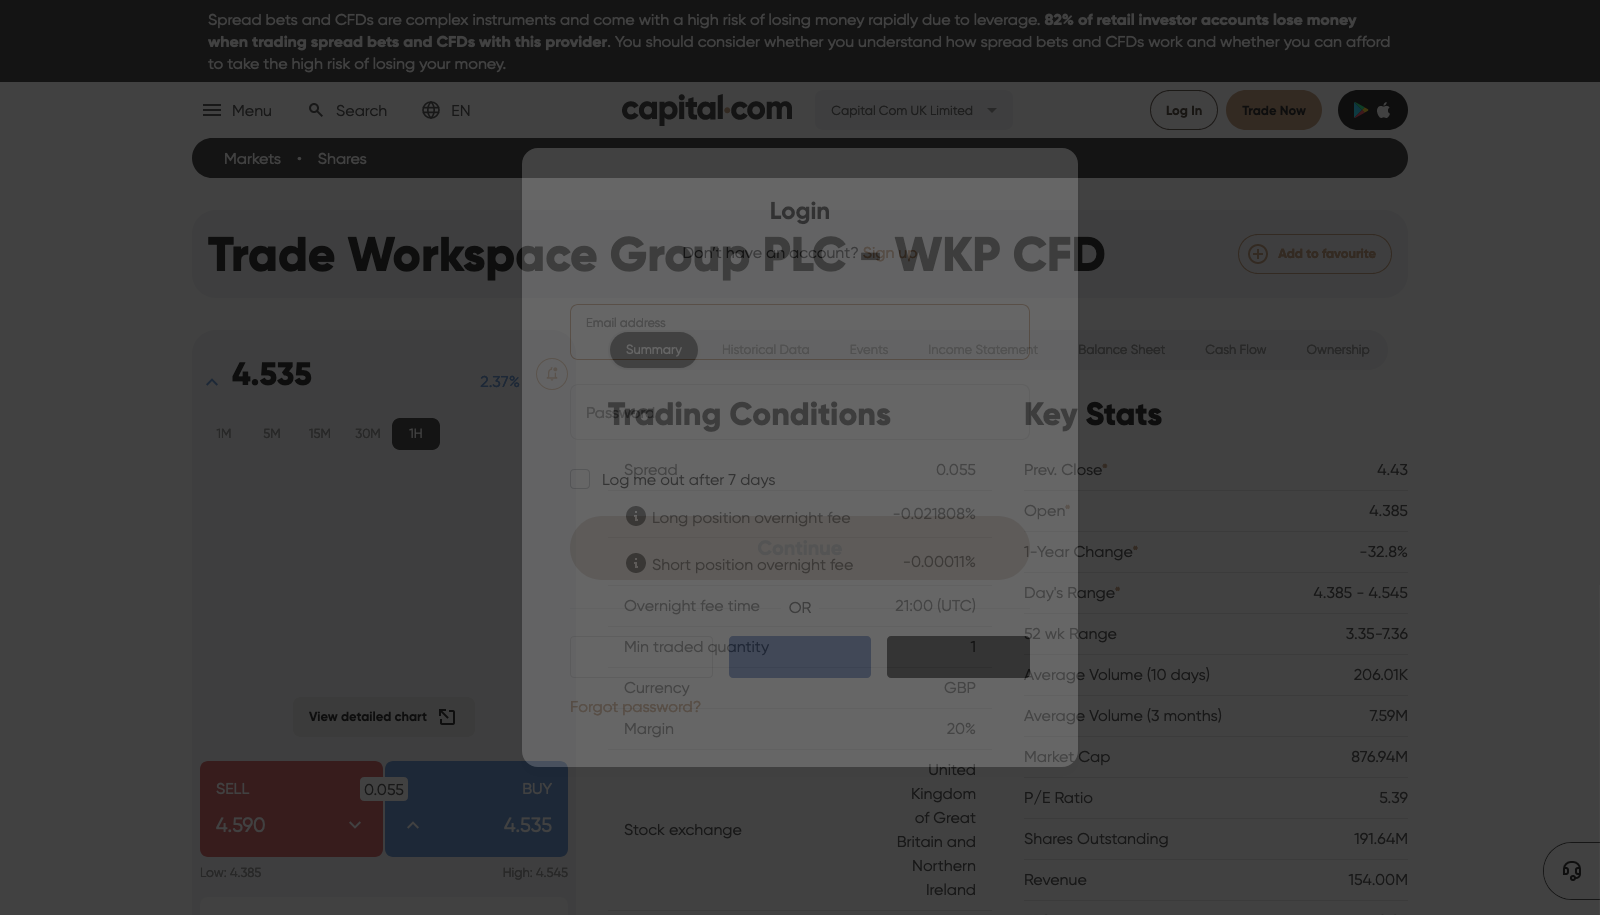 Spread bets and CFDs are complex instruments and come with a high risk of losing money rapidly due to leverage. 82% of retail investor accounts lose money
when trading spread bets and CFDs with this provider. You should consider whether you understand how spread bets and CFDs work and whether you can afford
to take the high risk of losing your money.
Menu
Search
EN
capital.com
Capital Com UK Limited
Log In
Trade Now
Markets • Shares
Login
Don't have an account? Sign up
Trade Workspace Group PLC - WKP CFD
Add to favourite
Email address
Summary
Historical Data
Events
Income Statement
Balance Sheet
Cash Flow
Ownership
4.535
2.37%
1M
5M
15M
30M
1H
View detailed chart
SELL
4.590
0.055
BUY
4.535
Low: 4.385
High: 4.545
Password
Log me out after 7 days
Continue
OR
Forgot password?
Trading Conditions
Spread 0.055
Long position overnight fee -0.021808%
Short position overnight fee -0.00011%
Overnight fee time 21:00 (UTC)
Min traded quantity 1
Currency GBP
Margin 20%
Stock exchange
United
Kingdom
of Great
Britain and
Northern
Ireland
Key Stats
Prev. Close* 4.43
Open* 4.385
1-Year Change* -32.8%
Day's Range* 4.385 - 4.545
52 wk Range 3.35-7.36
Average Volume (10 days) 206.01K
Average Volume (3 months) 7.59M
Market Cap 876.94M
P/E Ratio 5.39
Shares Outstanding 191.64M
Revenue 154.00M